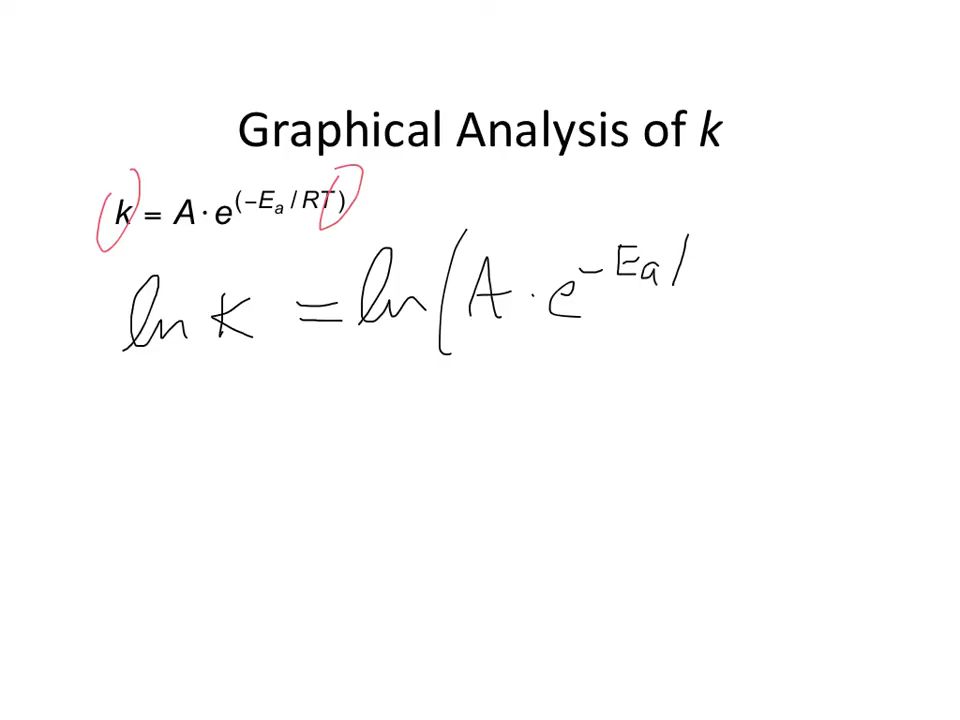 Graphical Analysis of k
k = A · e^(−Eₐ / RT)
ln K = ln(A · e^−Eₐ/